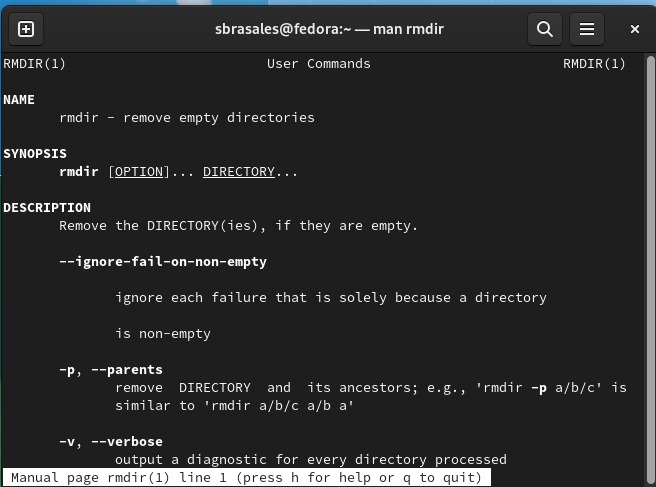 sbrasales@fedora:~ — man rmdir
RMDIR(1) User Commands RMDIR(1)
NAME
rmdir - remove empty directories
SYNOPSIS
rmdir [OPTION]... DIRECTORY...
DESCRIPTION
Remove the DIRECTORY(ies), if they are empty.
--ignore-fail-on-non-empty
ignore each failure that is solely because a directory
is non-empty
-p, --parents
remove DIRECTORY and its ancestors; e.g., 'rmdir -p a/b/c' is
similar to 'rmdir a/b/c a/b a'
-v, --verbose
output a diagnostic for every directory processed
Manual page rmdir(1) line 1 (press h for help or q to quit)